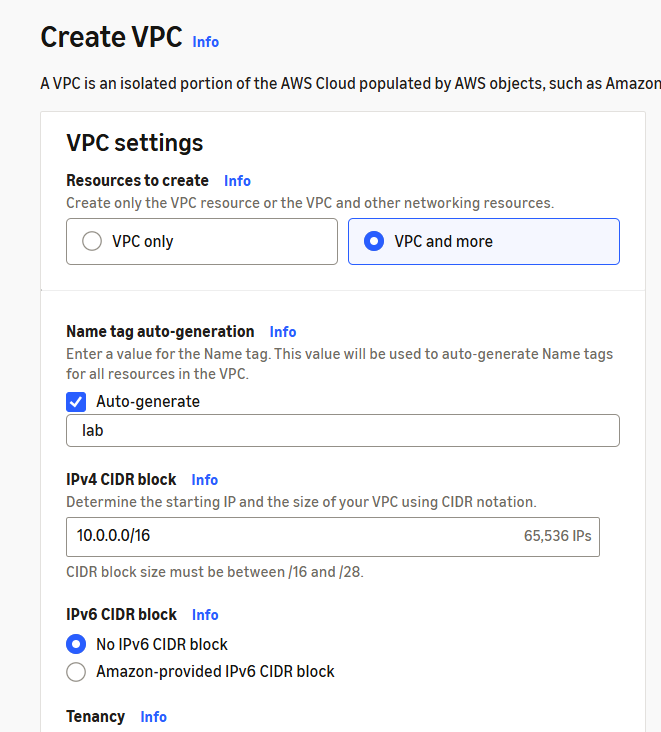 Create VPC Info
A VPC is an isolated portion of the AWS Cloud populated by AWS objects, such as Amazon
VPC settings
Resources to create Info
Create only the VPC resource or the VPC and other networking resources.
VPC only
VPC and more
Name tag auto-generation Info
Enter a value for the Name tag. This value will be used to auto-generate Name tags
for all resources in the VPC.
Auto-generate
lab
IPv4 CIDR block Info
Determine the starting IP and the size of your VPC using CIDR notation.
10.0.0.0/16 65,536 IPs
CIDR block size must be between /16 and /28.
IPv6 CIDR block Info
No IPv6 CIDR block
Amazon-provided IPv6 CIDR block
Tenancy Info